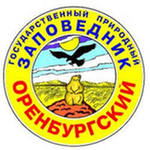 ГОСУДАРСТВЕННЫЙ ПРИРОДНЫЙ
ЗАПОВЕДНИК
ОРЕНБУРГСКИЙ